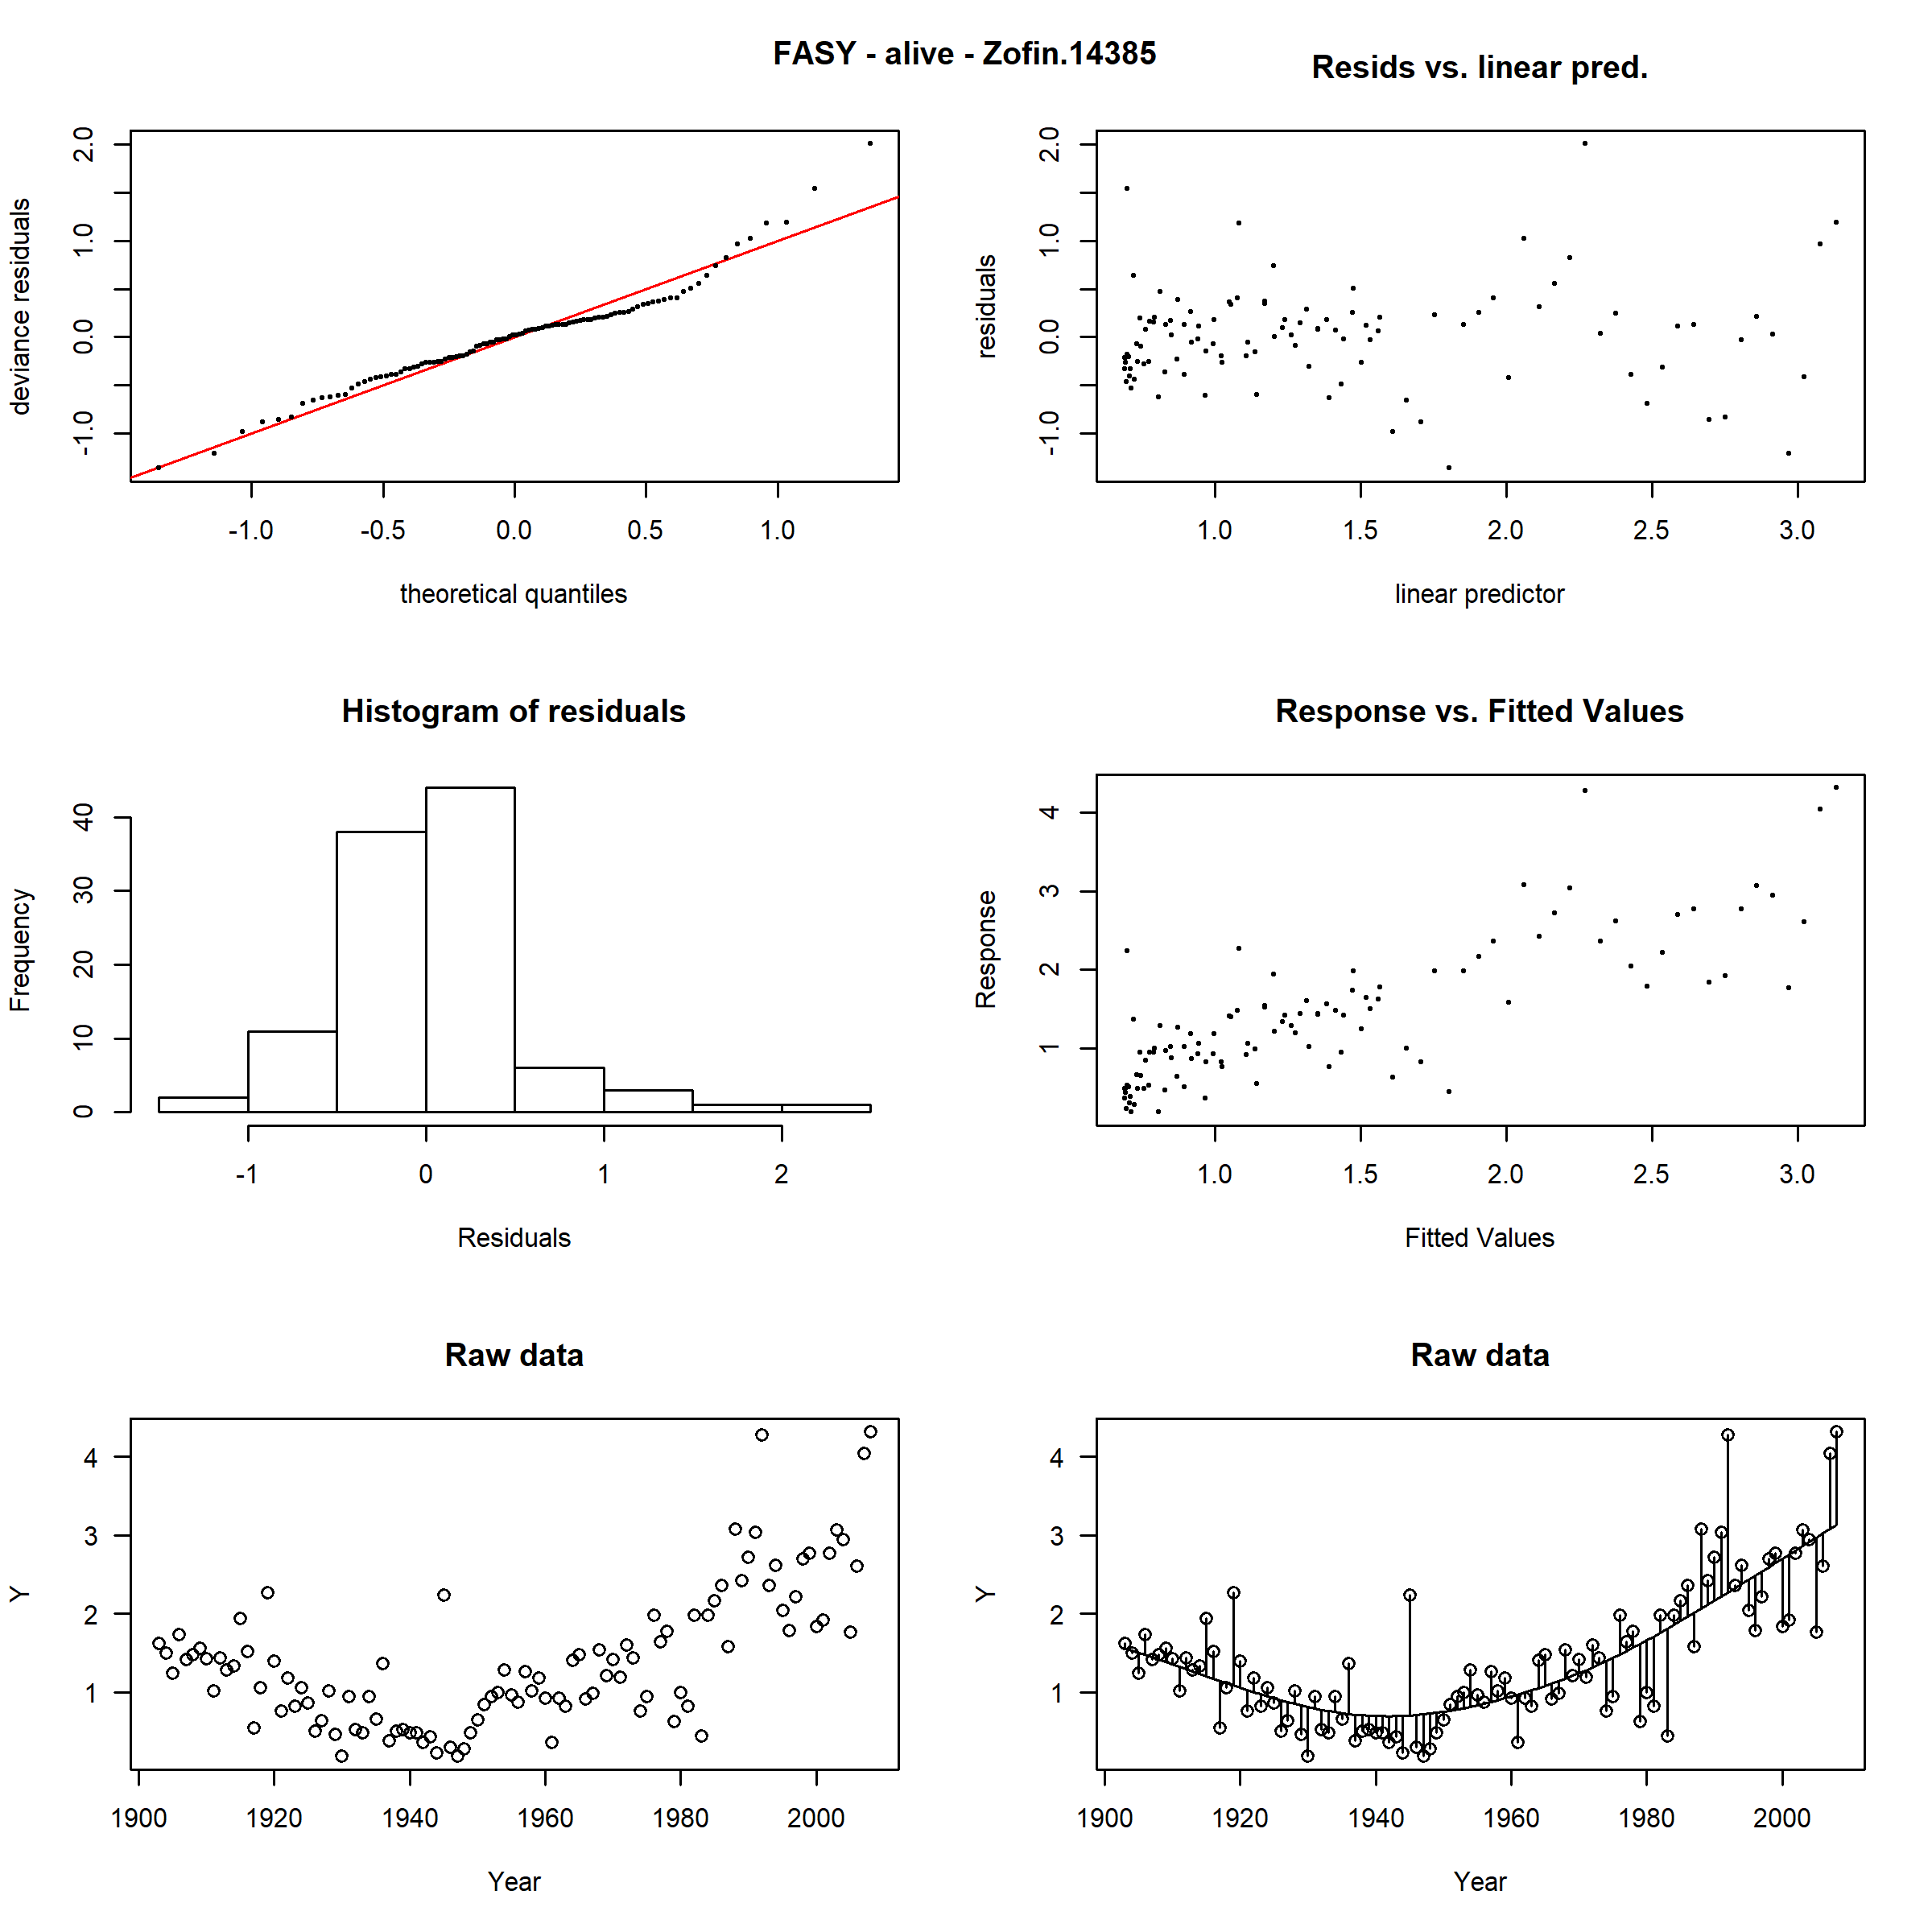 FASY - alive - Zofin.14385
Resids vs. linear pred.
deviance residuals
2.0
1.0
0.0
-1.0
-1.0 -0.5 0.0 0.5 1.0
theoretical quantiles
residuals
2.0
1.0
0.0
-1.0
1.0 1.5 2.0 2.5 3.0
linear predictor
Histogram of residuals
Frequency
40
30
20
10
0
-1 0 1 2
Residuals
Response vs. Fitted Values
Response
4
3
2
1
1.0 1.5 2.0 2.5 3.0
Fitted Values
Raw data
Y
4
3
2
1
1900 1920 1940 1960 1980 2000
Year
Raw data
Y
4
3
2
1
1900 1920 1940 1960 1980 2000
Year